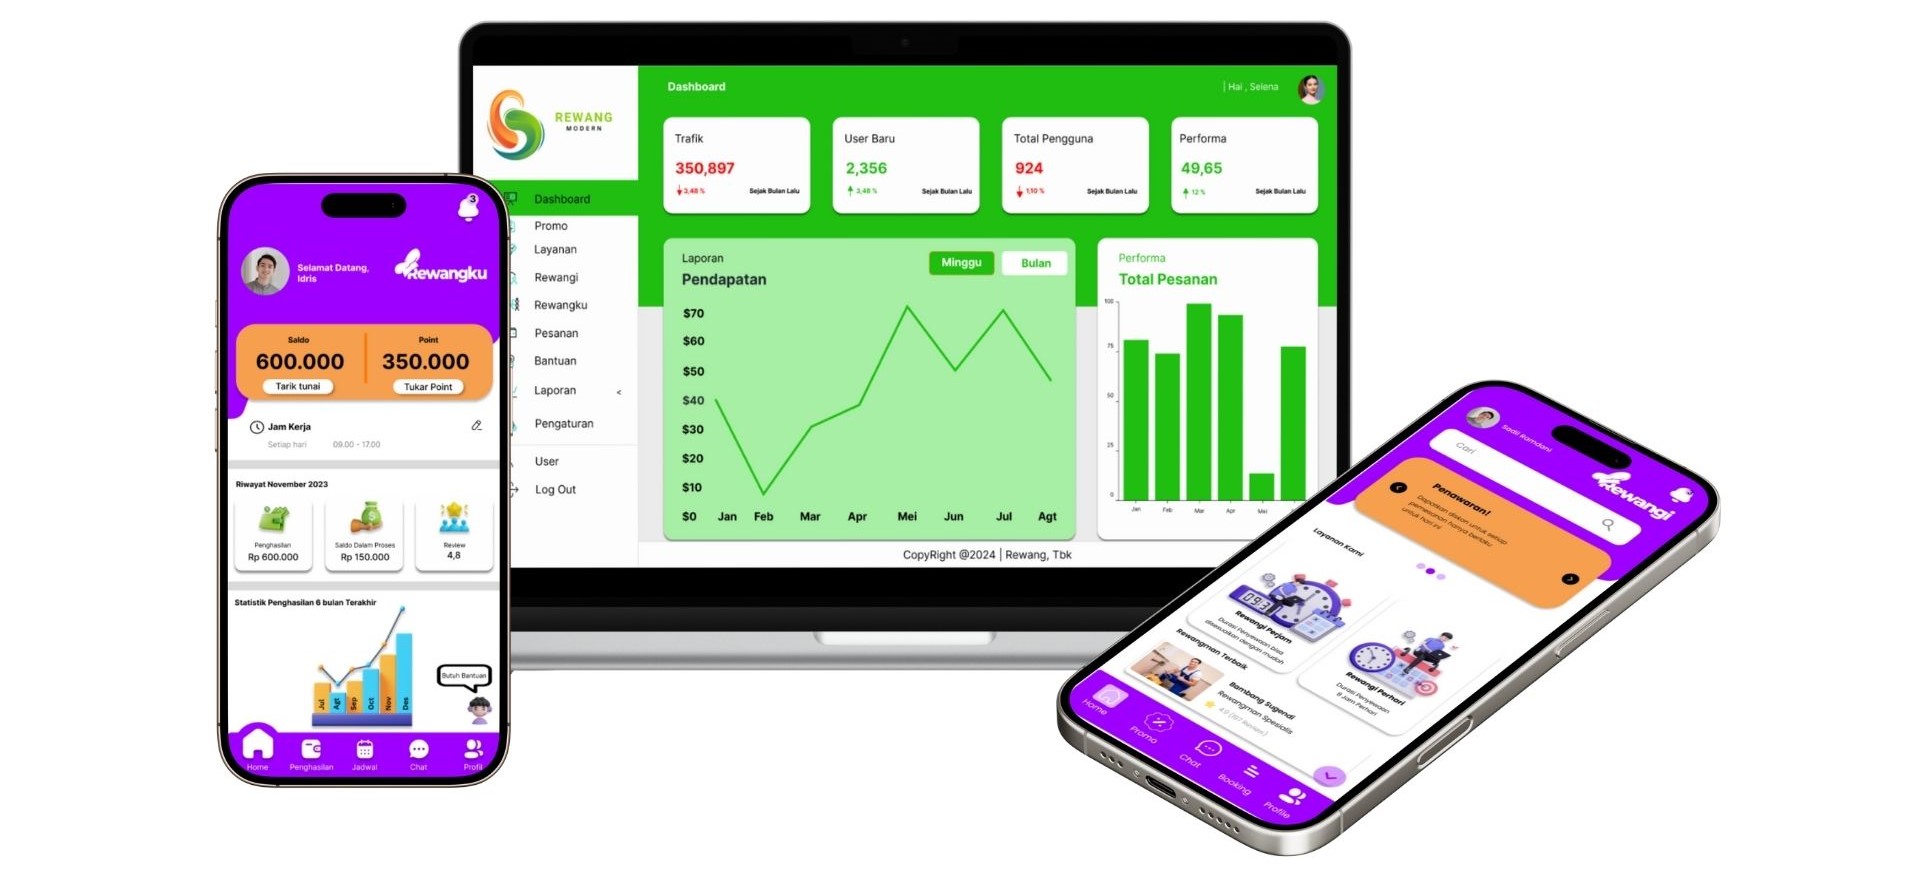 REWANG
MODERN
Dashboard
Promo
Layanan
Rewangi
Rewangku
Pesanan
Bantuan
Laporan <
Pengaturan
User
Log Out
Dashboard
| Hai , Selena
Trafik
350,897
3,48 %
Sejak Bulan Lalu
User Baru
2,356
3,48 %
Sejak Bulan Lalu
Total Pengguna
924
1,10 %
Sejak Bulan Lalu
Performa
49,65
12 %
Sejak Bulan Lalu
Laporan
Pendapatan
Minggu
Bulan
$70
$60
$50
$40
$30
$20
$10
$0
Jan Feb Mar Apr Mei Jun Jul Agt
Performa
Total Pesanan
100
75
50
25
0
Jan Feb Mar Apr Mei
CopyRight @2024 | Rewang, Tbk
3
Selamat Datang,
Idris
Rewangku
Saldo
600.000
Tarik tunai
Point
350.000
Tukar Point
Jam Kerja
Setiap hari 09.00 - 17.00
Riwayat November 2023
Penghasilan
Rp 600.000
Saldo Dalam Proses
Rp 150.000
Review
4,8
Statistik Penghasilan 6 bulan Terakhir
Jul Agt Sep Oct Nov Des
Butuh Bantuan
Home Penghasilan Jadwal Chat Profil
Sadil Ramdani
Cari
Rewangi
Penawaran!
Dapatkan diskon untuk setiap
pemesanan hanya berlaku
untuk hari ini
Layanan Kami
Rewangi Perjam
Durasi Penyewaan bisa
disesuaikan dengan mudah
Rewangi Perhari
Durasi Penyewaan
8 Jam Perhari
Rewangman Terbaik
Bambang Sugendi
Rewangman Spesialis
Home Promo Chat Booking Profile